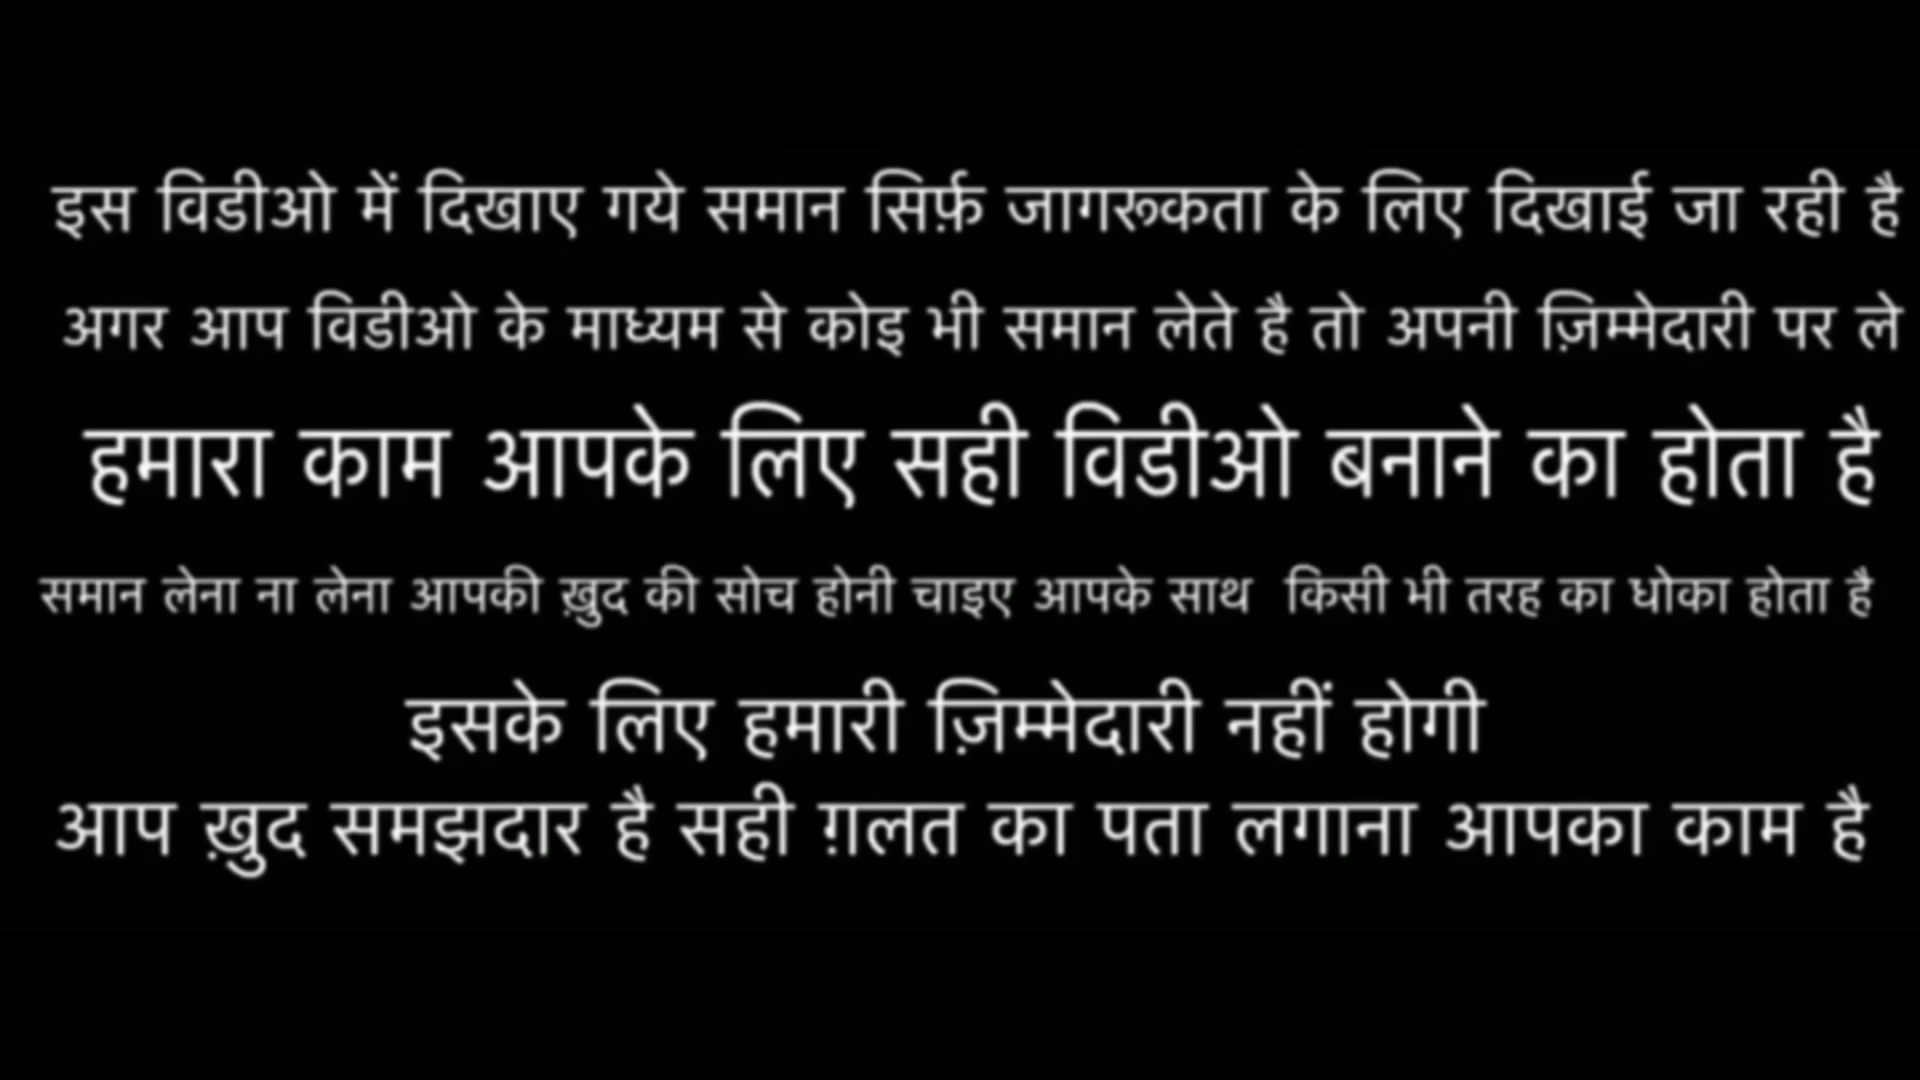 इस विडीओ में दिखाए गये समान सिर्फ़ जागरूकता के लिए दिखाई जा रही है
अगर आप विडीओ के माध्यम से कोइ भी समान लेते है तो अपनी ज़िम्मेदारी पर ले
हमारा काम आपके लिए सही विडीओ बनाने का होता है
समान लेना ना लेना आपकी ख़ुद की सोच होनी चाइए आपके साथ किसी भी तरह का धोका होता है
इसके लिए हमारी ज़िम्मेदारी नहीं होगी
आप ख़ुद समझदार है सही ग़लत का पता लगाना आपका काम है